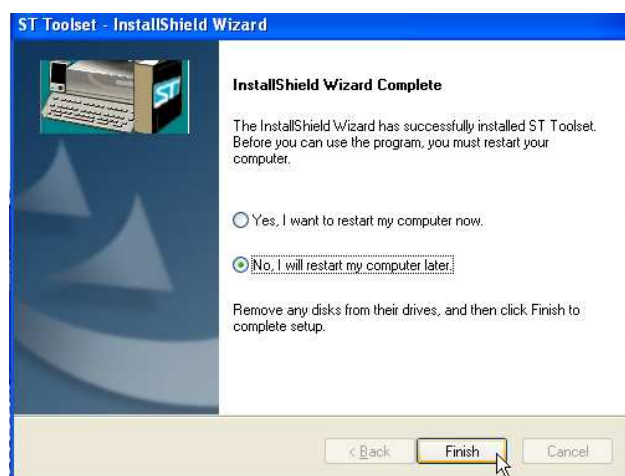 ST Toolset - InstallShield Wizard
ST
InstallShield Wizard Complete
The InstallShield Wizard has successfully installed ST Toolset.
Before you can use the program, you must restart your
computer.
Yes, I want to restart my computer now.
No, I will restart my computer later.
Remove any disks from their drives, and then click Finish to
complete setup.
< Back
Finish
Cancel